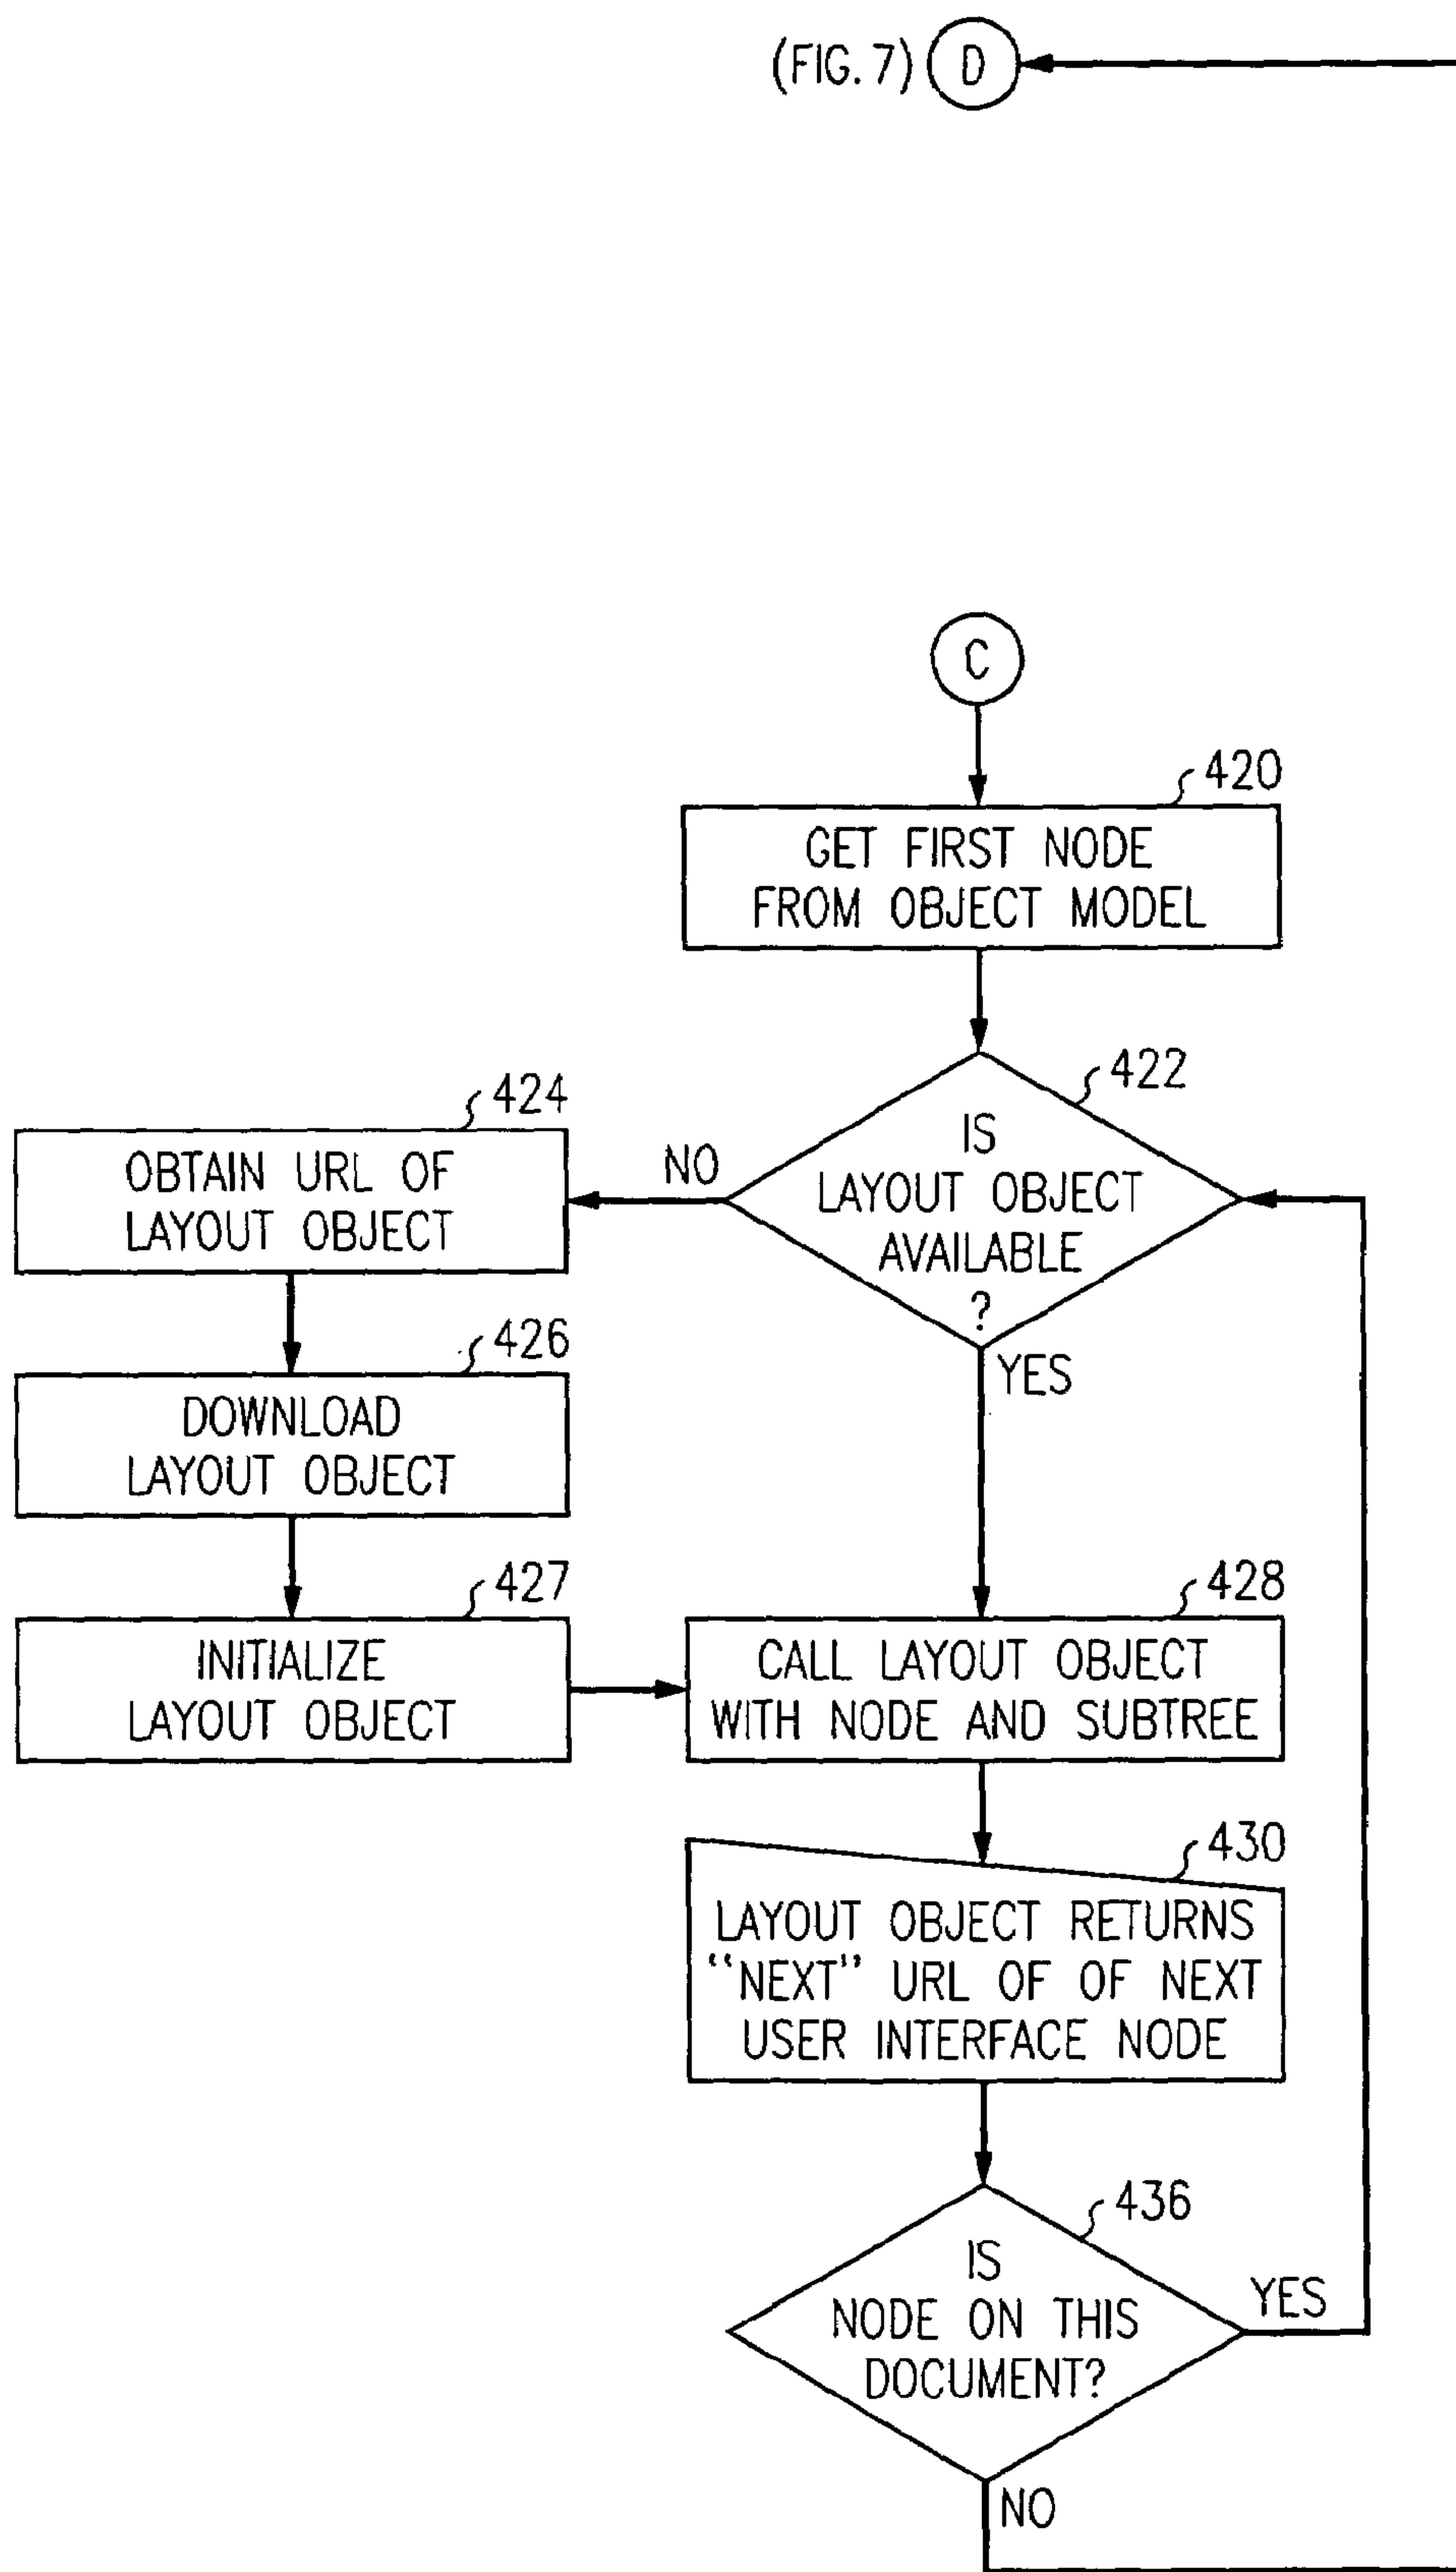 (FIG. 7) D
C
420
GET FIRST NODE
FROM OBJECT MODEL
422
IS
LAYOUT OBJECT
AVAILABLE
?
NO
YES
424
OBTAIN URL OF
LAYOUT OBJECT
426
DOWNLOAD
LAYOUT OBJECT
427
INITIALIZE
LAYOUT OBJECT
428
CALL LAYOUT OBJECT
WITH NODE AND SUBTREE
430
LAYOUT OBJECT RETURNS
“NEXT” URL OF OF NEXT
USER INTERFACE NODE
436
IS
NODE ON THIS
DOCUMENT?
YES
NO